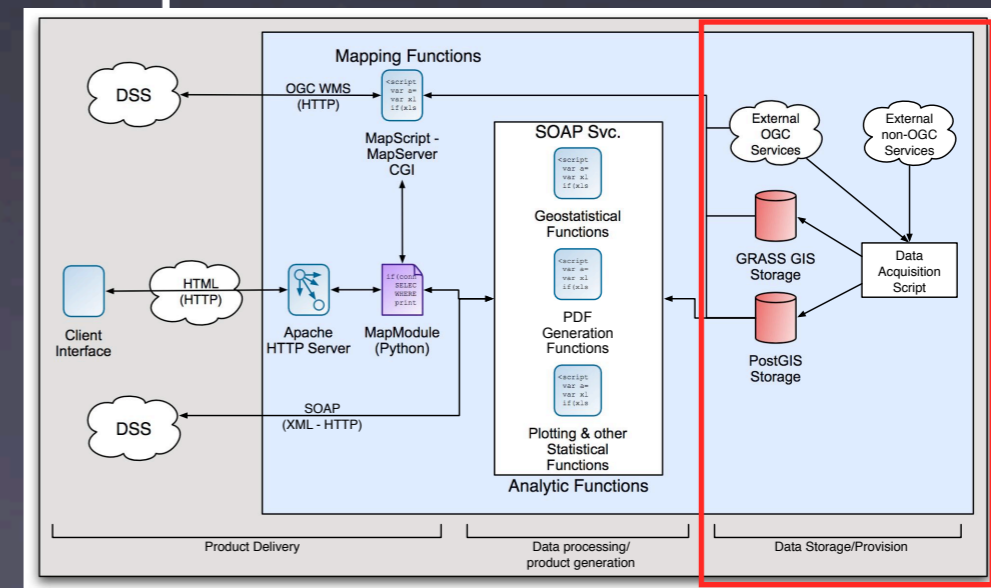 Mapping Functions
DSS
OGC WMS
(HTTP)
<script
var a=
var xl
if(xls
MapScript -
MapServer
CGI
SOAP Svc.
<script
var a=
var xl
if(xls
Geostatistical
Functions
<script
var a=
var xl
if(xls
PDF
Generation
Functions
<script
var a=
var xl
if(xls
Plotting & other
Statistical
Functions
Analytic Functions
External
OGC
Services
External
non-OGC
Services
GRASS GIS
Storage
Data
Acquisition
Script
PostGIS
Storage
Client
Interface
HTML
(HTTP)
Apache
HTTP Server
if(cond
SELEC
WHERE
print
MapModule
(Python)
DSS
SOAP
(XML - HTTP)
Product Delivery
Data processing/
product generation
Data Storage/Provision